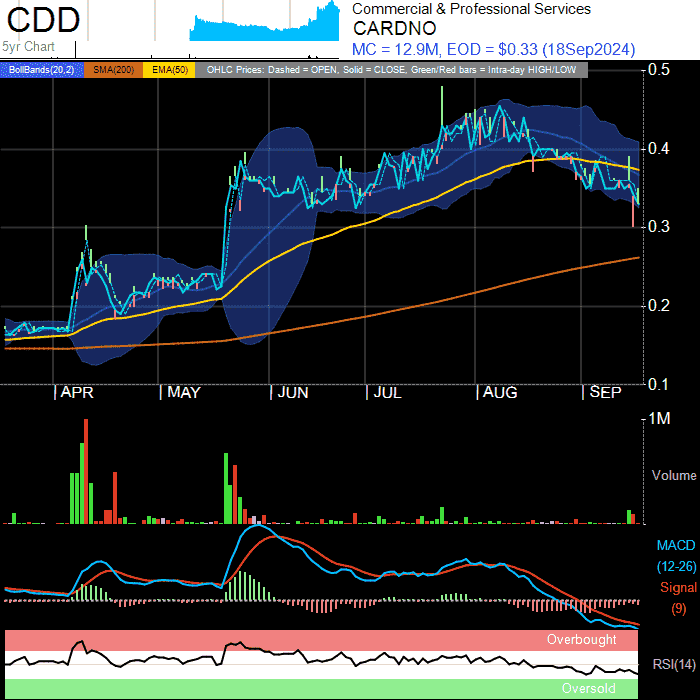 CDD
Commercial & Professional Services
CARDNO
5yr Chart
MC = 12.9M, EOD = $0.33 (18Sep2024)
BollBands(20,2) SMA(200) EMA(50) OHLC Prices: Dashed = OPEN, Solid = CLOSE, Green/Red bars = Intra-day HIGH/LOW
0.5
0.4
0.3
0.2
0.1
APR MAY JUN JUL AUG SEP
1M
Volume
MACD
(12-26)
Signal
(9)
Overbought
RSI(14)
Oversold